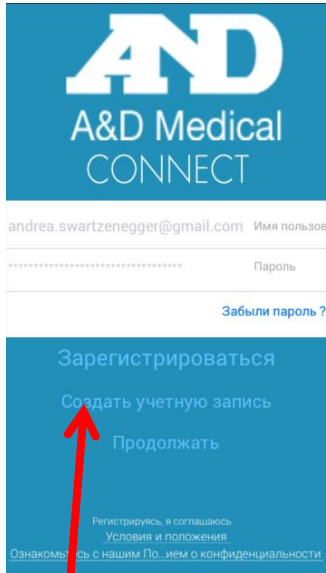 AND
A&D Medical
CONNECT
andrea.swartzenegger@gmail.com Имя пользов
********************************** Пароль
Забыли пароль ?
Зарегистрироваться
Создать учетную запись
Продолжать
Регистрируясь, я соглашаюсь
Условия и положения
Ознакомьтесь с нашим По...ием о конфиденциальности